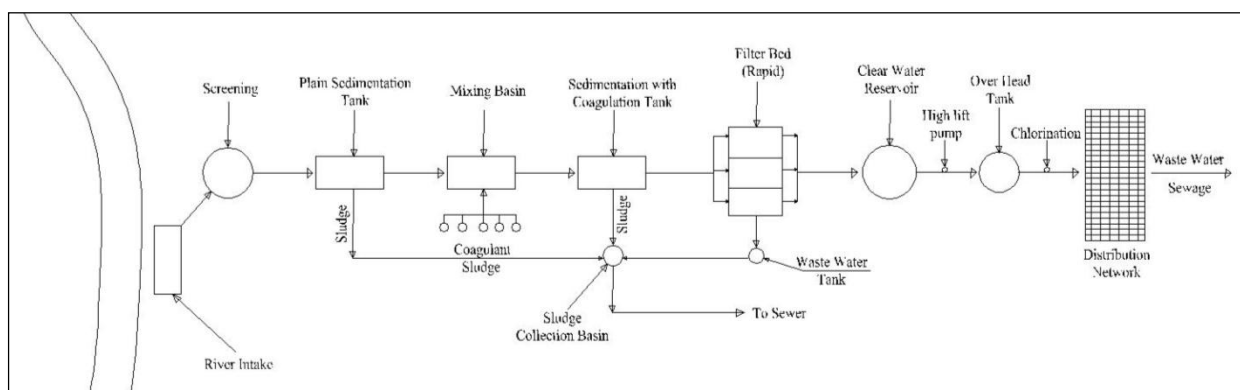 Screening
Plain Sedimentation
Tank
Mixing Basin
Sedimentation with
Coagulation Tank
Filter Bed
(Rapid)
Clear Water
Reservoir
High lift
pump
Over Head
Tank
Chlorination
Waste Water
Sewage
Sludge
Coagulant
Sludge
Sludge
Waste Water
Tank
Distribution
Network
Sludge
Collection Basin
To Sewer
River Intake